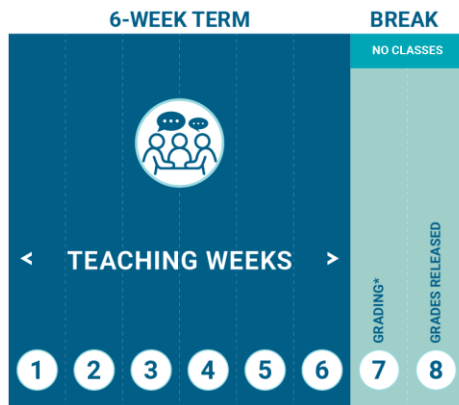 6-WEEK TERM
BREAK
NO CLASSES
< TEACHING WEEKS >
GRADING*
GRADES RELEASED
1 2 3 4 5 6 7 8